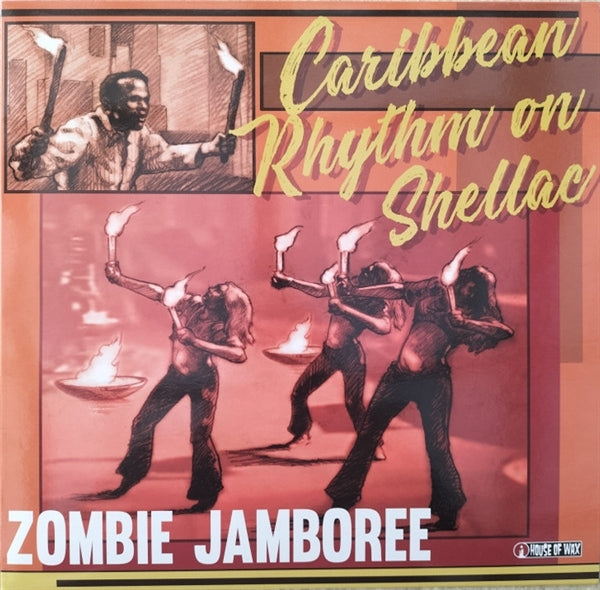 Caribbean
Rhythm on
Shellac
ZOMBIE JAMBOREE
HOUSE OF WAX